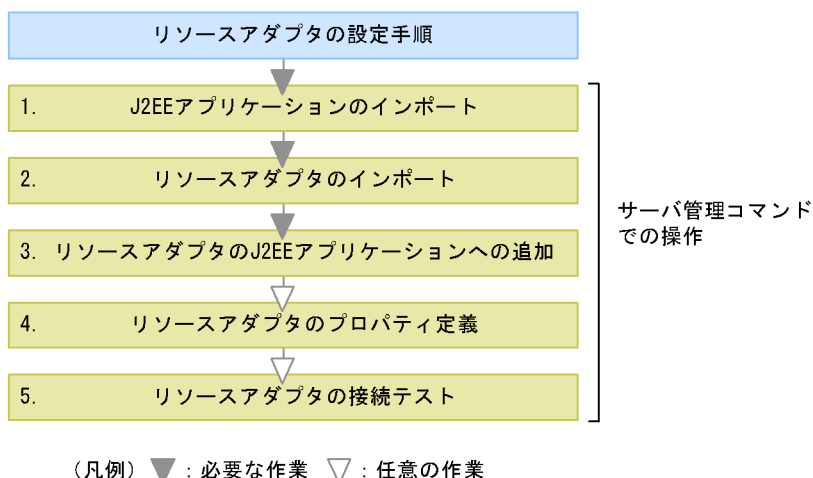 リソースアダプタの設定手順
1. J2EEアプリケーションのインポート
2. リソースアダプタのインポート
3. リソースアダプタのJ2EEアプリケーションへの追加
4. リソースアダプタのプロパティ定義
5. リソースアダプタの接続テスト
サーバ管理コマンド
での操作
(凡例) ▼:必要な作業 ▽:任意の作業